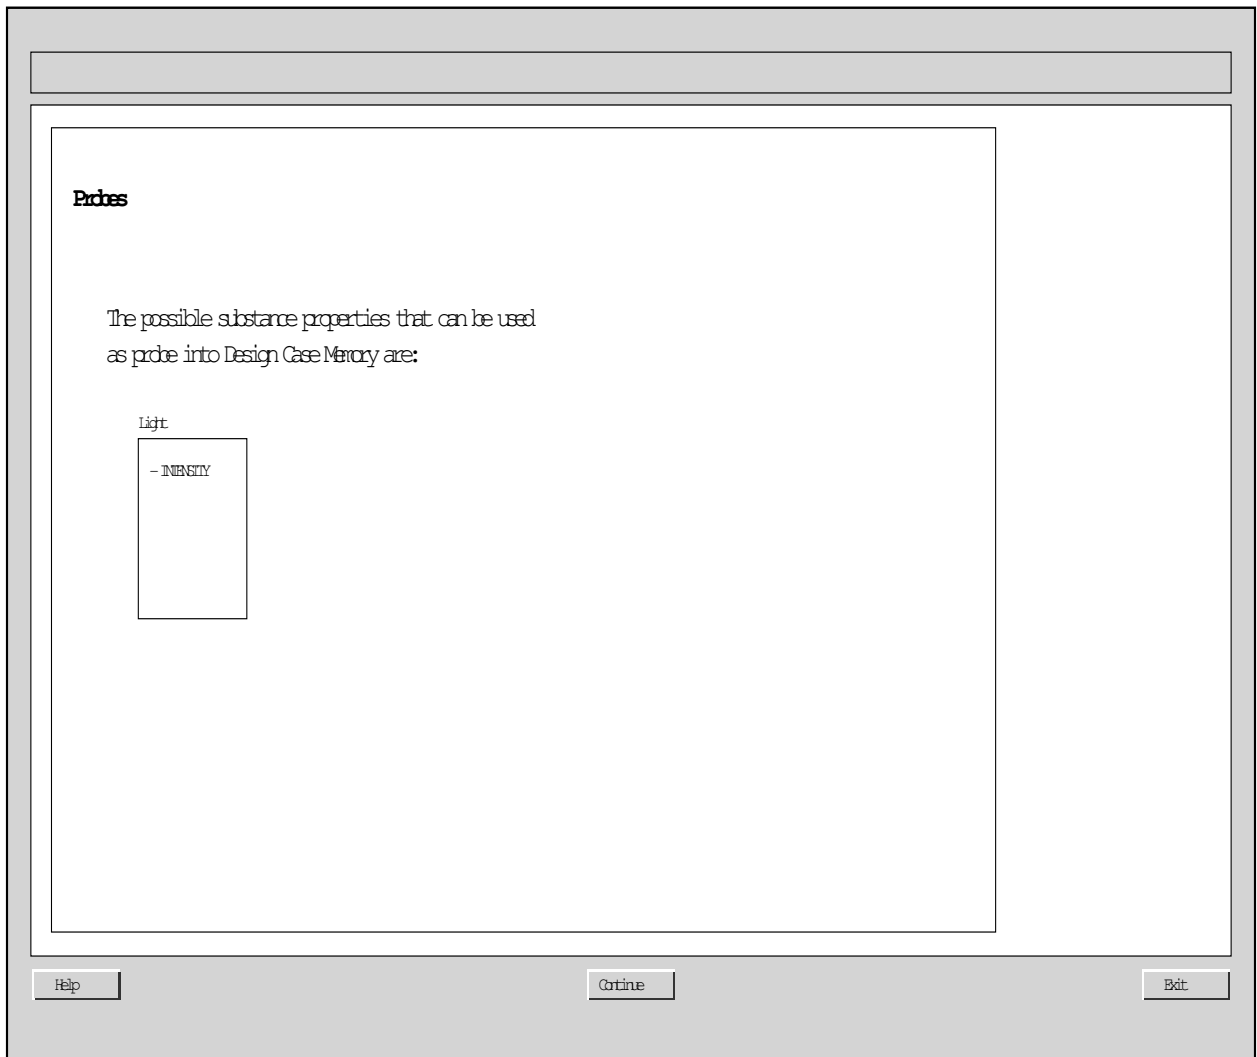 Probes
The possible substance properties that can be used
as probe into Design Case Memory are:
Light
- INTENSITY
Help
Continue
Exit